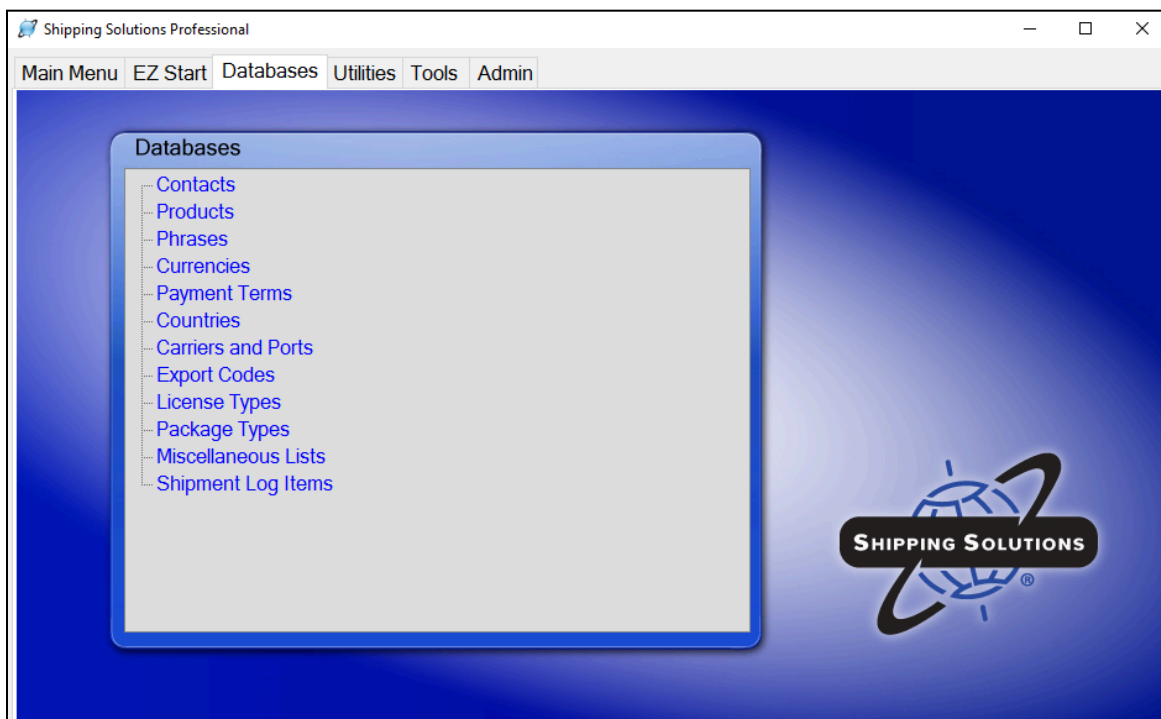 Shipping Solutions Professional
Main Menu EZ Start Databases Utilities Tools Admin
Databases
Contacts
Products
Phrases
Currencies
Payment Terms
Countries
Carriers and Ports
Export Codes
License Types
Package Types
Miscellaneous Lists
Shipment Log Items
SHIPPING SOLUTIONS
®